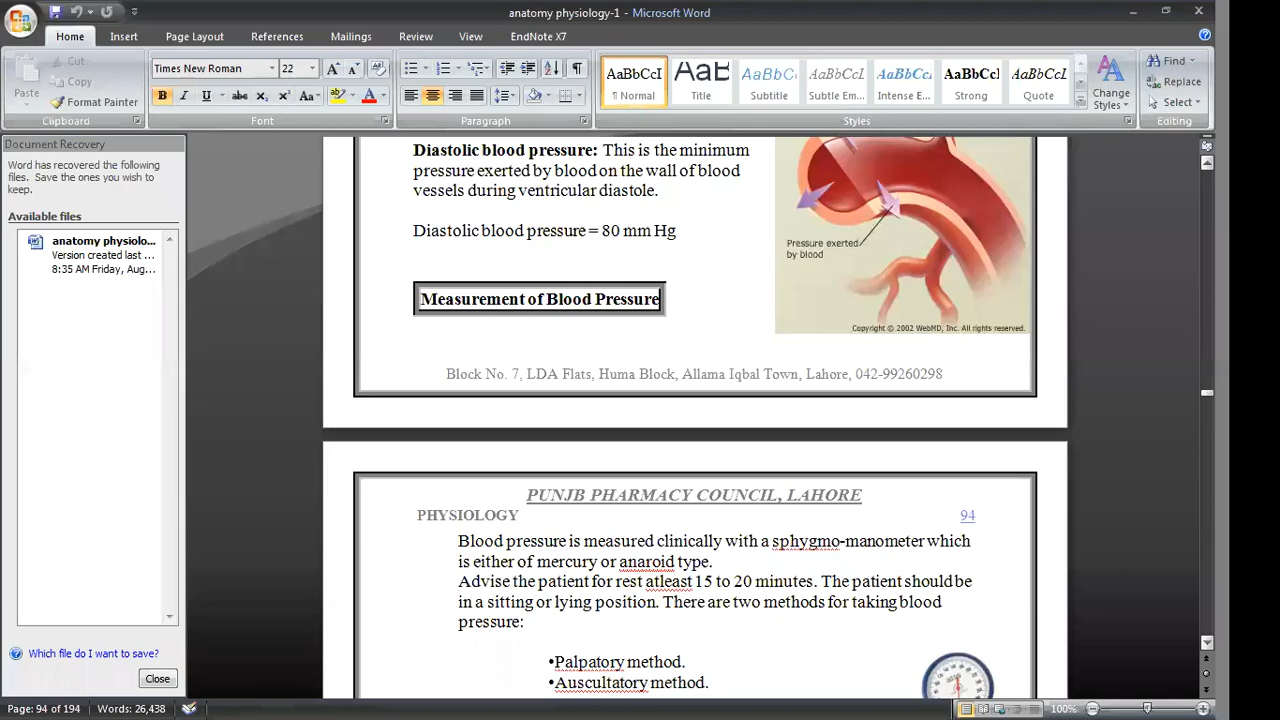 anatomy physiology-1 - Microsoft Word
Home Insert Page Layout References Mailings Review View EndNote X7
Paste
Cut
Copy
Format Painter
Clipboard
Times New Roman 22
Font
Paragraph
AaBbCcI AaB AaBbC AaBbCcL AaBbCcL AaBbCcl AaBbCcL
¶ Normal Title Subtitle Subtle Em... Intense E... Strong Quote
Change Styles
Styles
Find
Replace
Select
Editing
Document Recovery
Word has recovered the following
files. Save the ones you wish to
keep.
Available files
anatomy physiolo...
Version created last ...
8:35 AM Friday, Aug...
Which file do I want to save?
Close
Diastolic blood pressure: This is the minimum
pressure exerted by blood on the wall of blood
vessels during ventricular diastole.
Diastolic blood pressure = 80 mm Hg
Measurement of Blood Pressure
Pressure exerted
by blood
Copyright © 2002 WebMD, Inc. All rights reserved.
Block No. 7, LDA Flats, Huma Block, Allama Iqbal Town, Lahore, 042-99260298
PUNJB PHARMACY COUNCIL, LAHORE
PHYSIOLOGY 94
Blood pressure is measured clinically with a sphygmo-manometer which
is either of mercury or anaroid type.
Advise the patient for rest atleast 15 to 20 minutes. The patient should be
in a sitting or lying position. There are two methods for taking blood
pressure:
•Palpatory method.
•Auscultatory method.
Page: 94 of 194 Words: 26,438 100%